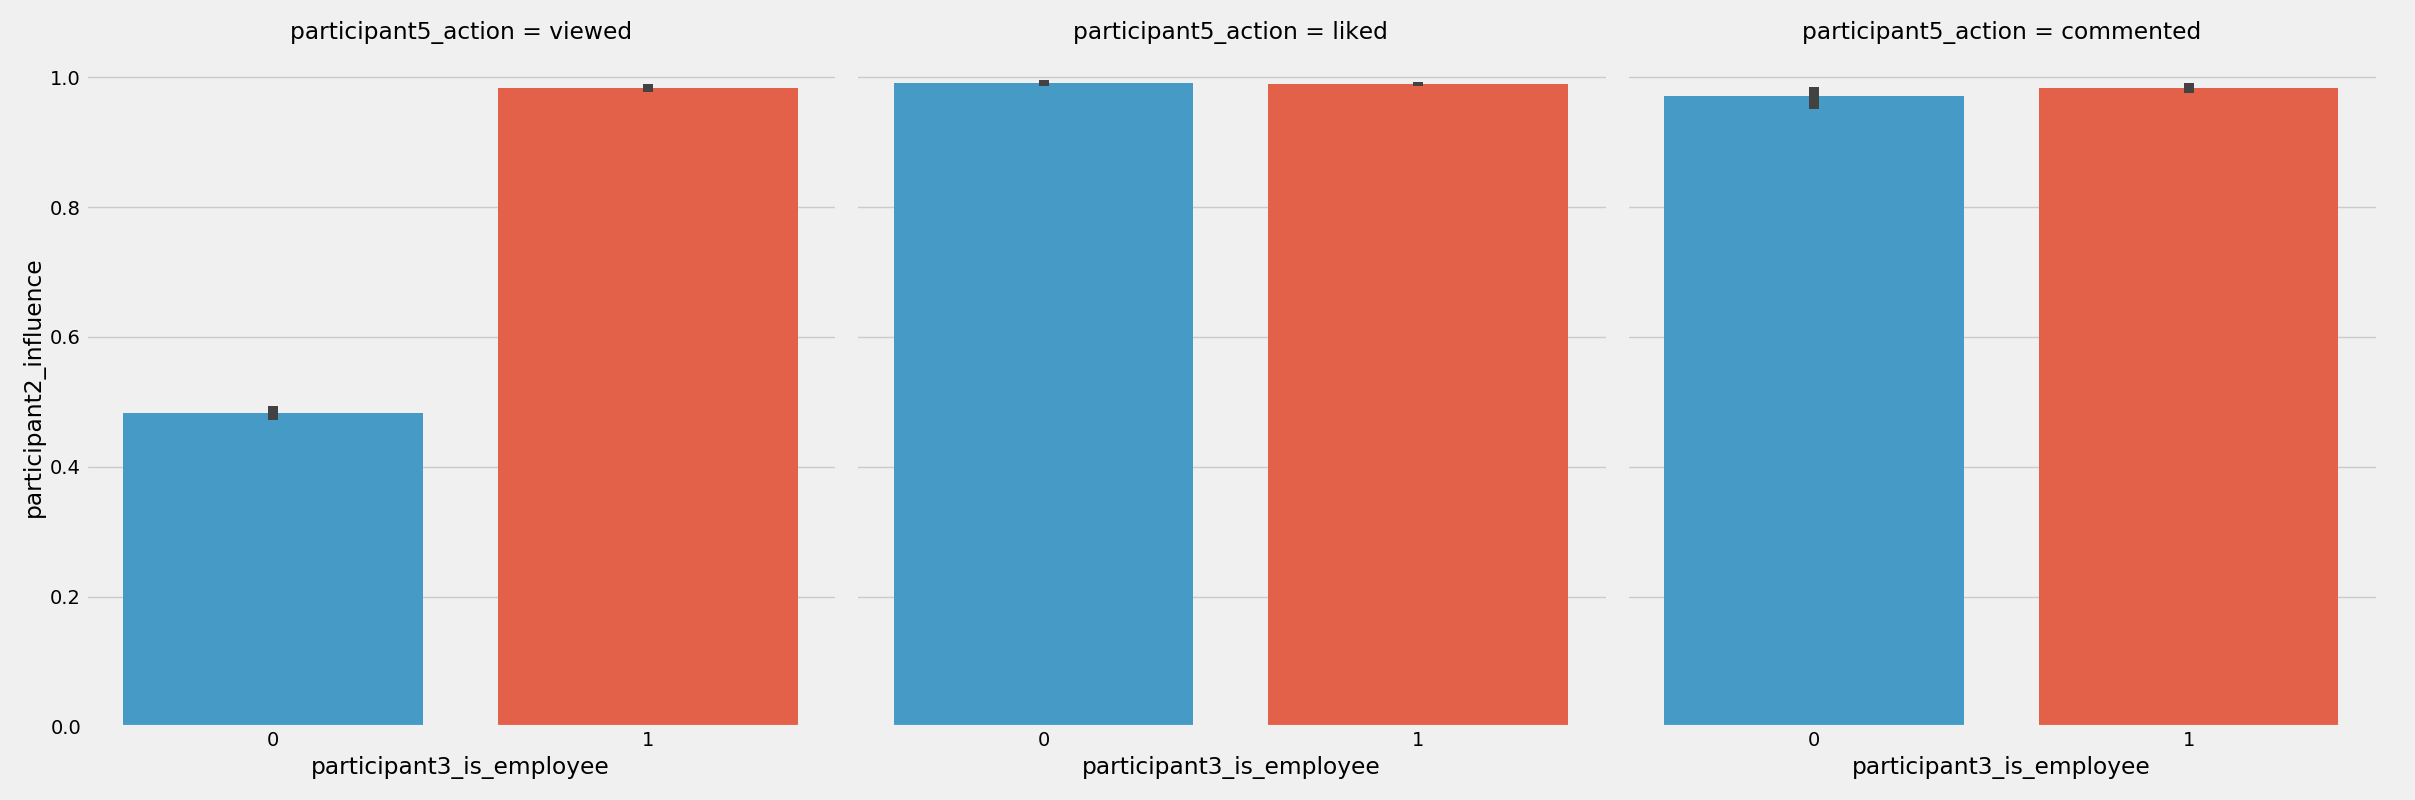 participant5_action = viewed
participant5_action = liked
participant5_action = commented
participant2_influence
1.0
0.8
0.6
0.4
0.2
0.0
0
1
0
1
0
1
participant3_is_employee
participant3_is_employee
participant3_is_employee